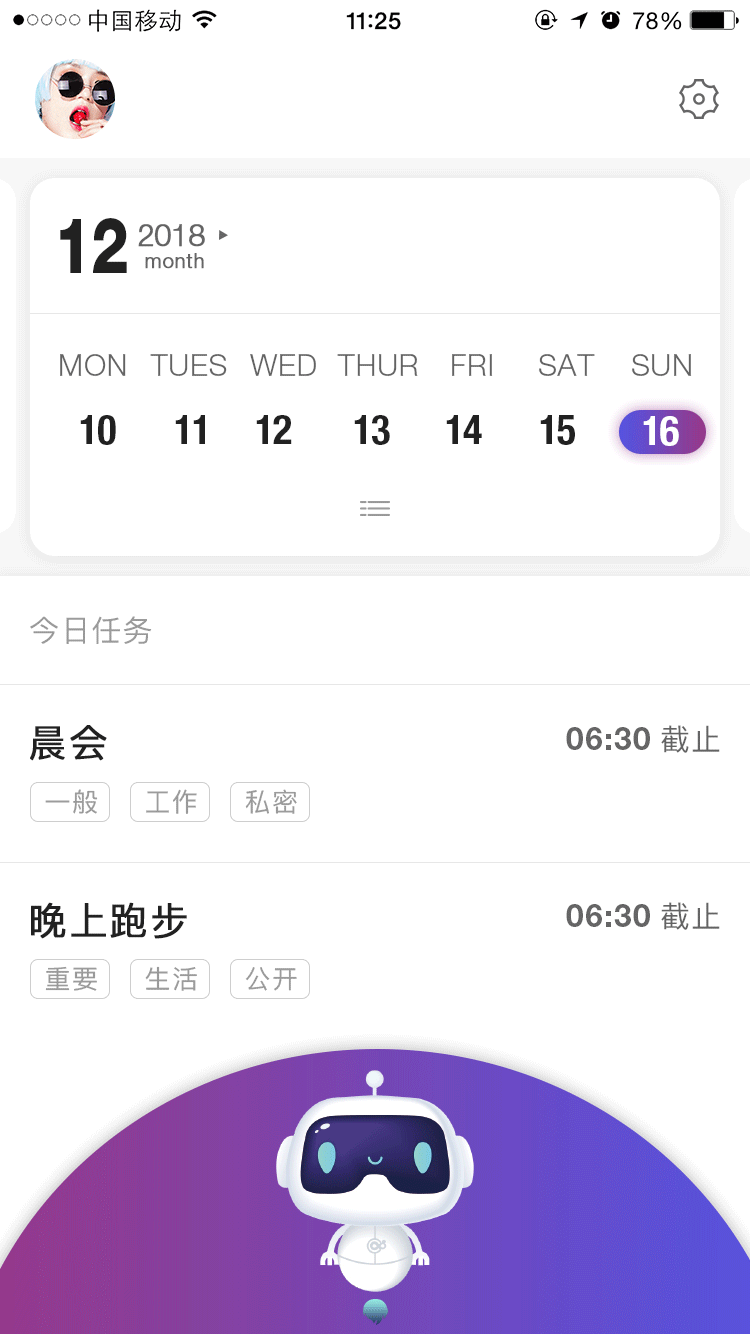 中国移动 11:25 78%
12 2018
month
MON TUES WED THUR FRI SAT SUN
10 11 12 13 14 15 16
今日任务
晨会 06:30 截止
一般 工作 私密
晚上跑步 06:30 截止
重要 生活 公开